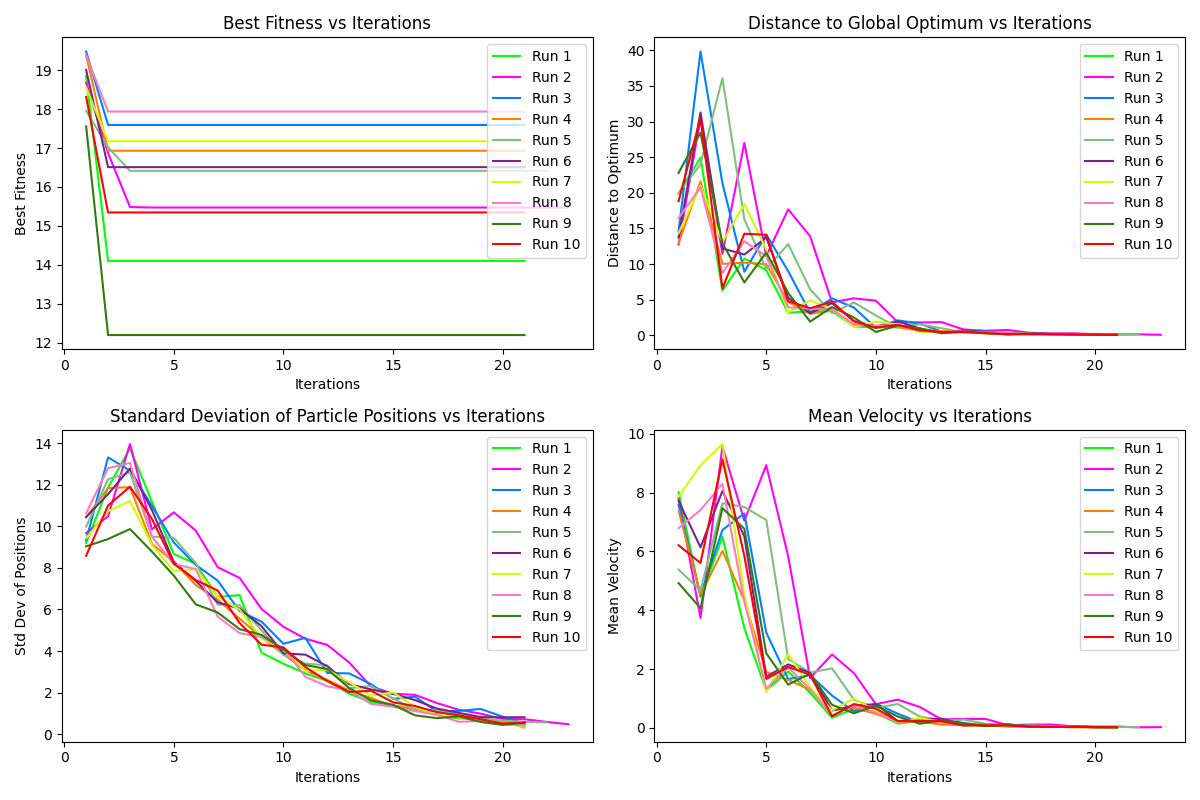 Best Fitness vs Iterations
Best Fitness
19
18
17
16
15
14
13
12
0
5
10
15
20
Iterations
Run 1
Run 2
Run 3
Run 4
Run 5
Run 6
Run 7
Run 8
Run 9
Run 10
Distance to Global Optimum vs Iterations
Distance to Optimum
40
35
30
25
20
15
10
5
0
0
5
10
15
20
Iterations
Run 1
Run 2
Run 3
Run 4
Run 5
Run 6
Run 7
Run 8
Run 9
Run 10
Standard Deviation of Particle Positions vs Iterations
Std Dev of Positions
14
12
10
8
6
4
2
0
0
5
10
15
20
Iterations
Run 1
Run 2
Run 3
Run 4
Run 5
Run 6
Run 7
Run 8
Run 9
Run 10
Mean Velocity vs Iterations
Mean Velocity
10
8
6
4
2
0
0
5
10
15
20
Iterations
Run 1
Run 2
Run 3
Run 4
Run 5
Run 6
Run 7
Run 8
Run 9
Run 10